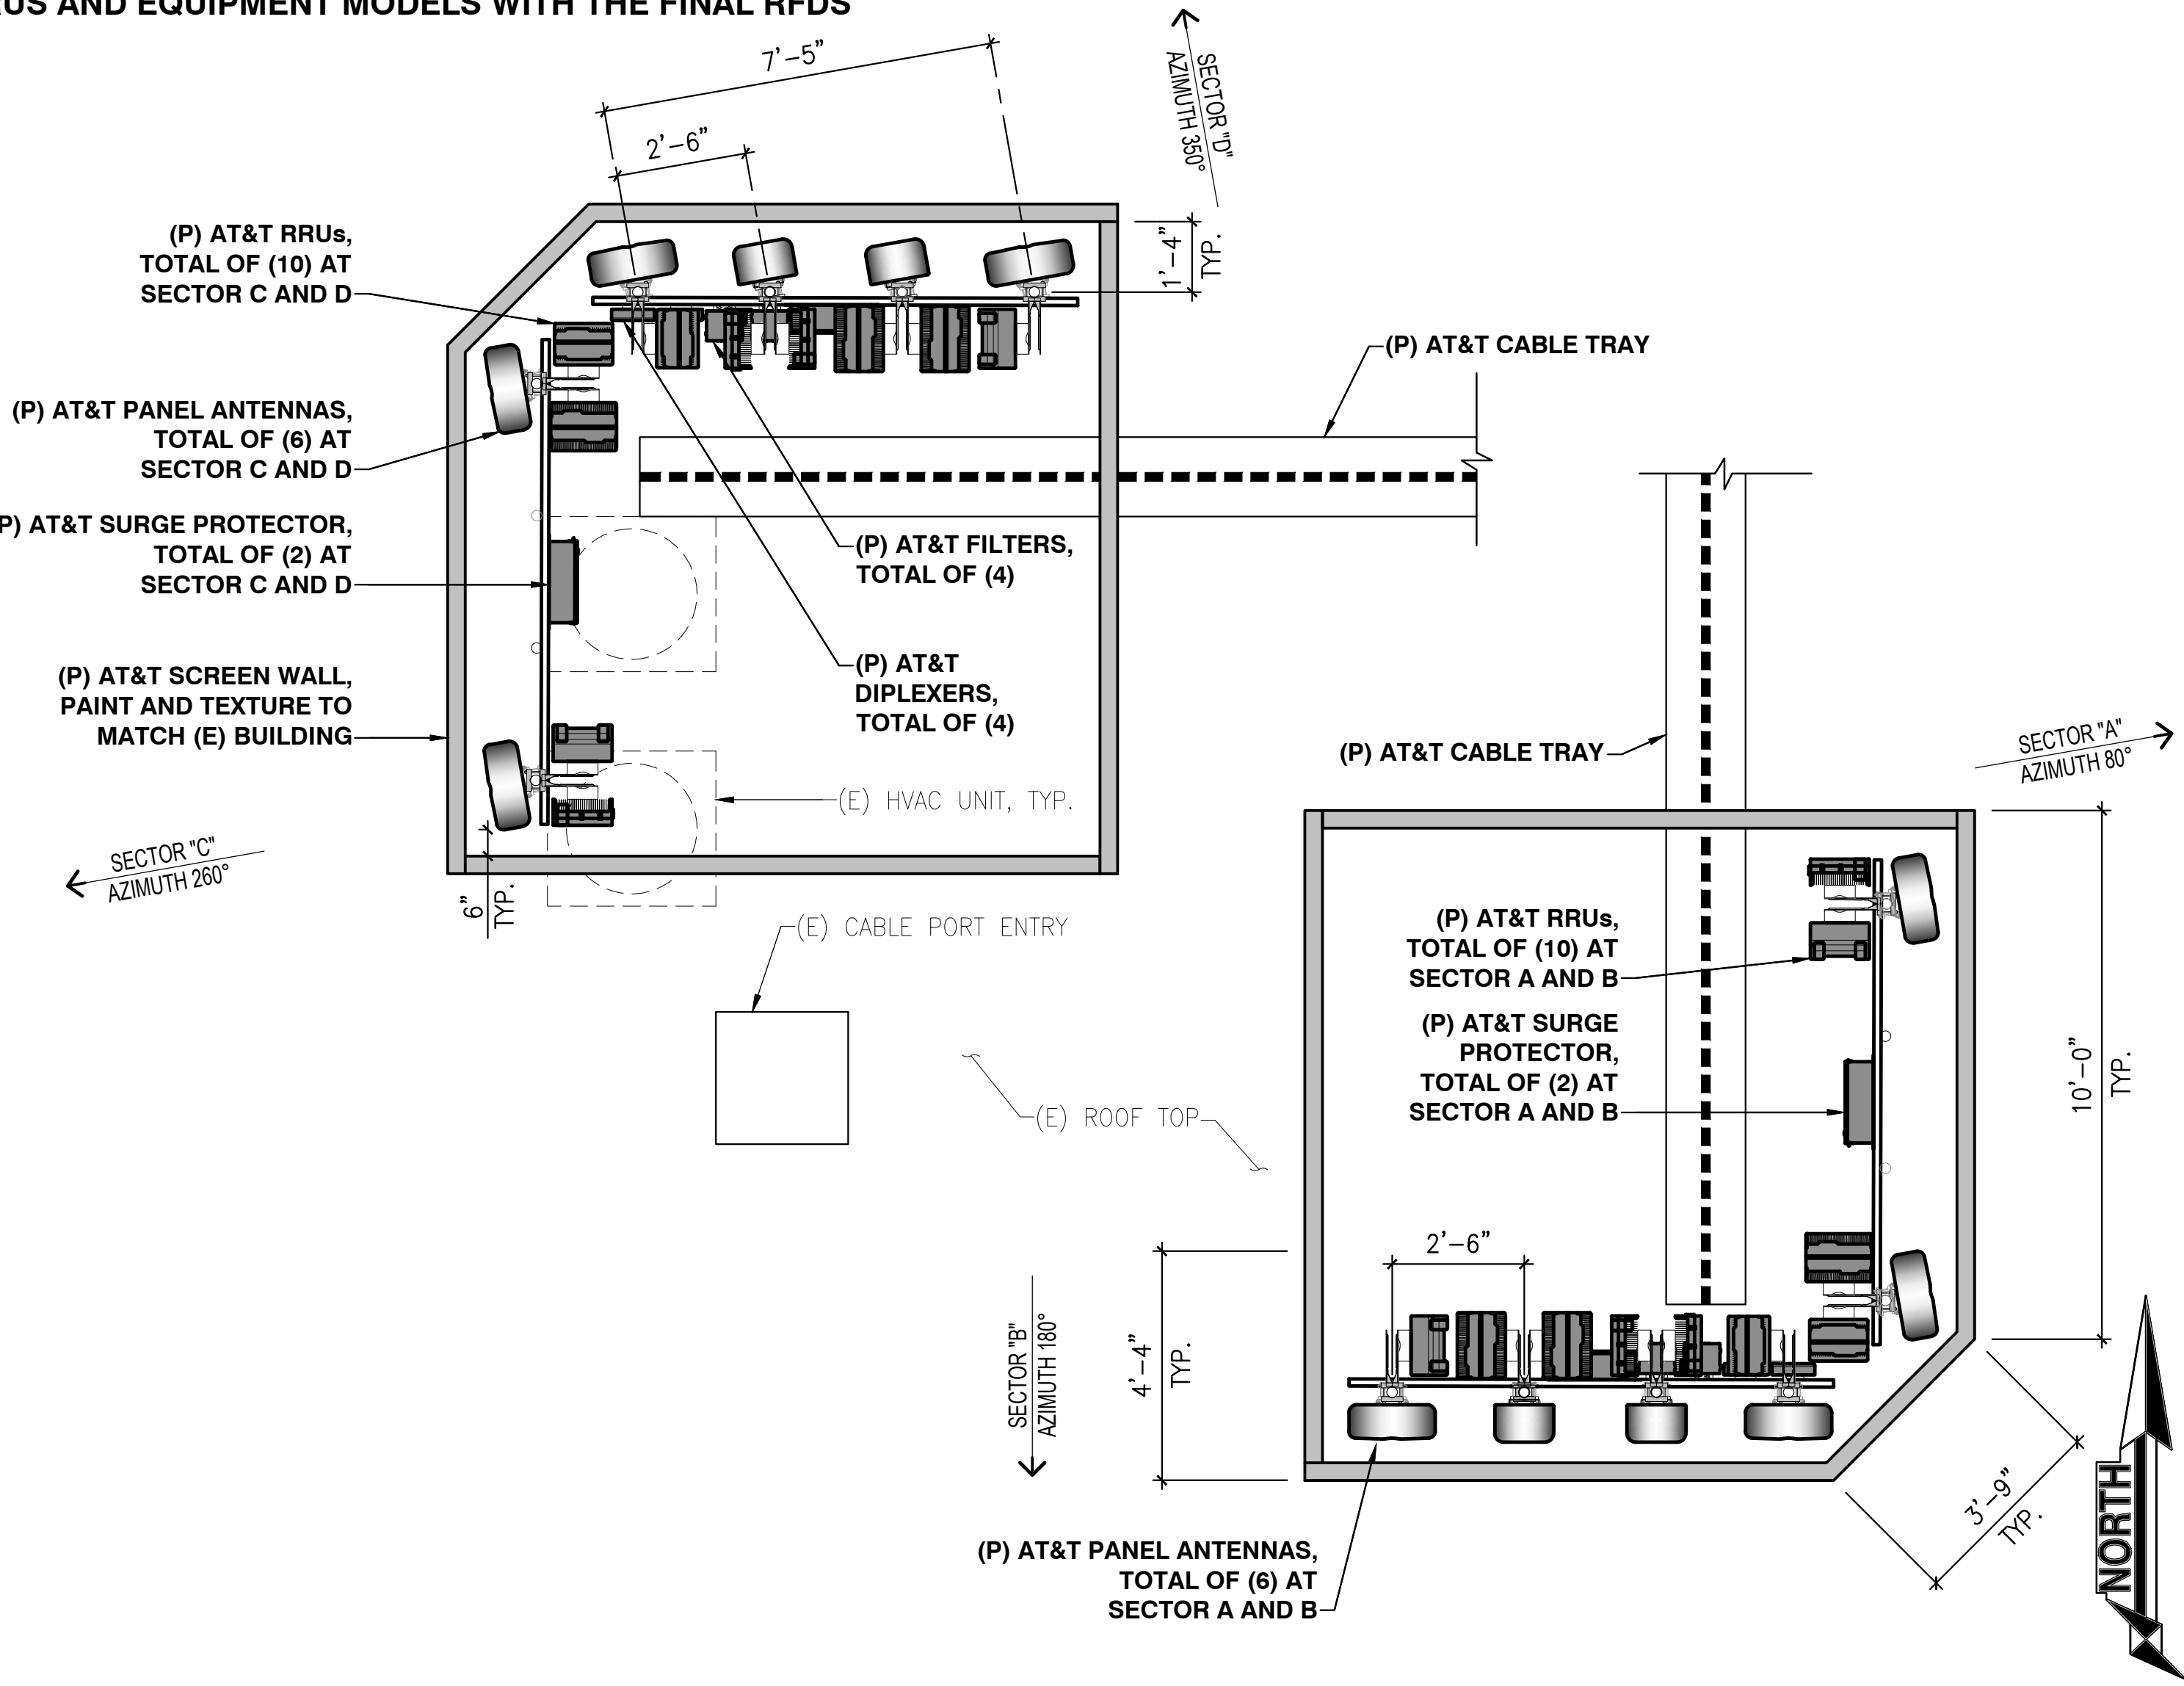 RUS AND EQUIPMENT MODELS WITH THE FINAL RFDS
7'-5"
2'-6"
SECTOR "D"
AZIMUTH 350°
1'-4"
TYP.
(P) AT&T RRUs,
TOTAL OF (10) AT
SECTOR C AND D
(P) AT&T PANEL ANTENNAS,
TOTAL OF (6) AT
SECTOR C AND D
P) AT&T SURGE PROTECTOR,
TOTAL OF (2) AT
SECTOR C AND D
(P) AT&T SCREEN WALL,
PAINT AND TEXTURE TO
MATCH (E) BUILDING
(P) AT&T CABLE TRAY
(P) AT&T FILTERS,
TOTAL OF (4)
(P) AT&T
DIPLEXERS,
TOTAL OF (4)
(E) HVAC UNIT, TYP.
SECTOR "C"
AZIMUTH 260°
6"
TYP.
(E) CABLE PORT ENTRY
(E) ROOF TOP
(P) AT&T CABLE TRAY
SECTOR "A"
AZIMUTH 80°
(P) AT&T RRUs,
TOTAL OF (10) AT
SECTOR A AND B
(P) AT&T SURGE
PROTECTOR,
TOTAL OF (2) AT
SECTOR A AND B
10'-0"
TYP.
2'-6"
SECTOR "B"
AZIMUTH 180°
4'-4"
TYP.
3'-9"
TYP.
(P) AT&T PANEL ANTENNAS,
TOTAL OF (6) AT
SECTOR A AND B
NORTH